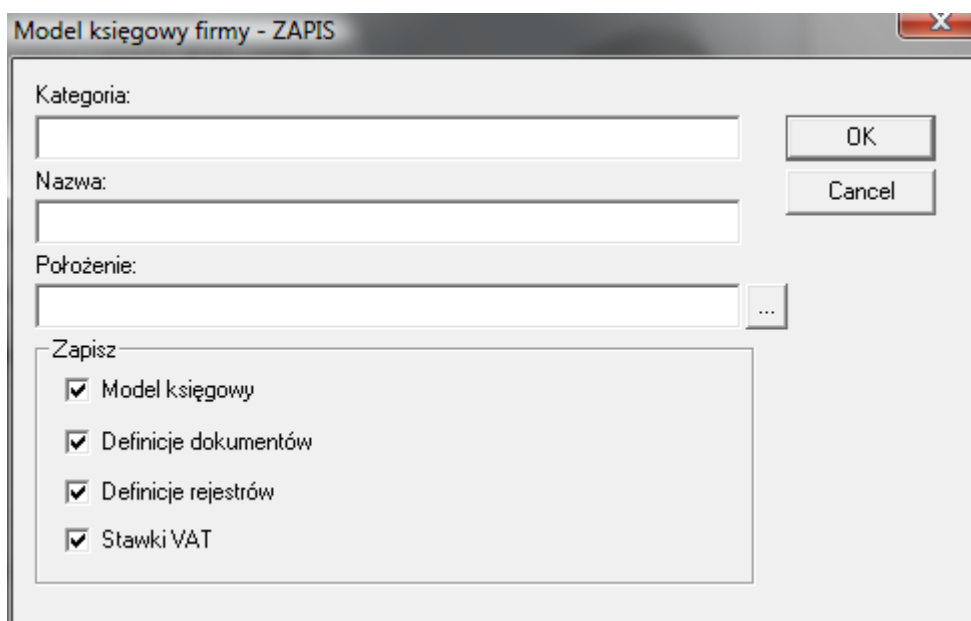 Model księgowy firmy - ZAPIS
Kategoria:
OK
Nazwa:
Cancel
Położenie:
...
Zapisz
Model księgowy
Definicje dokumentów
Definicje rejestrów
Stawki VAT